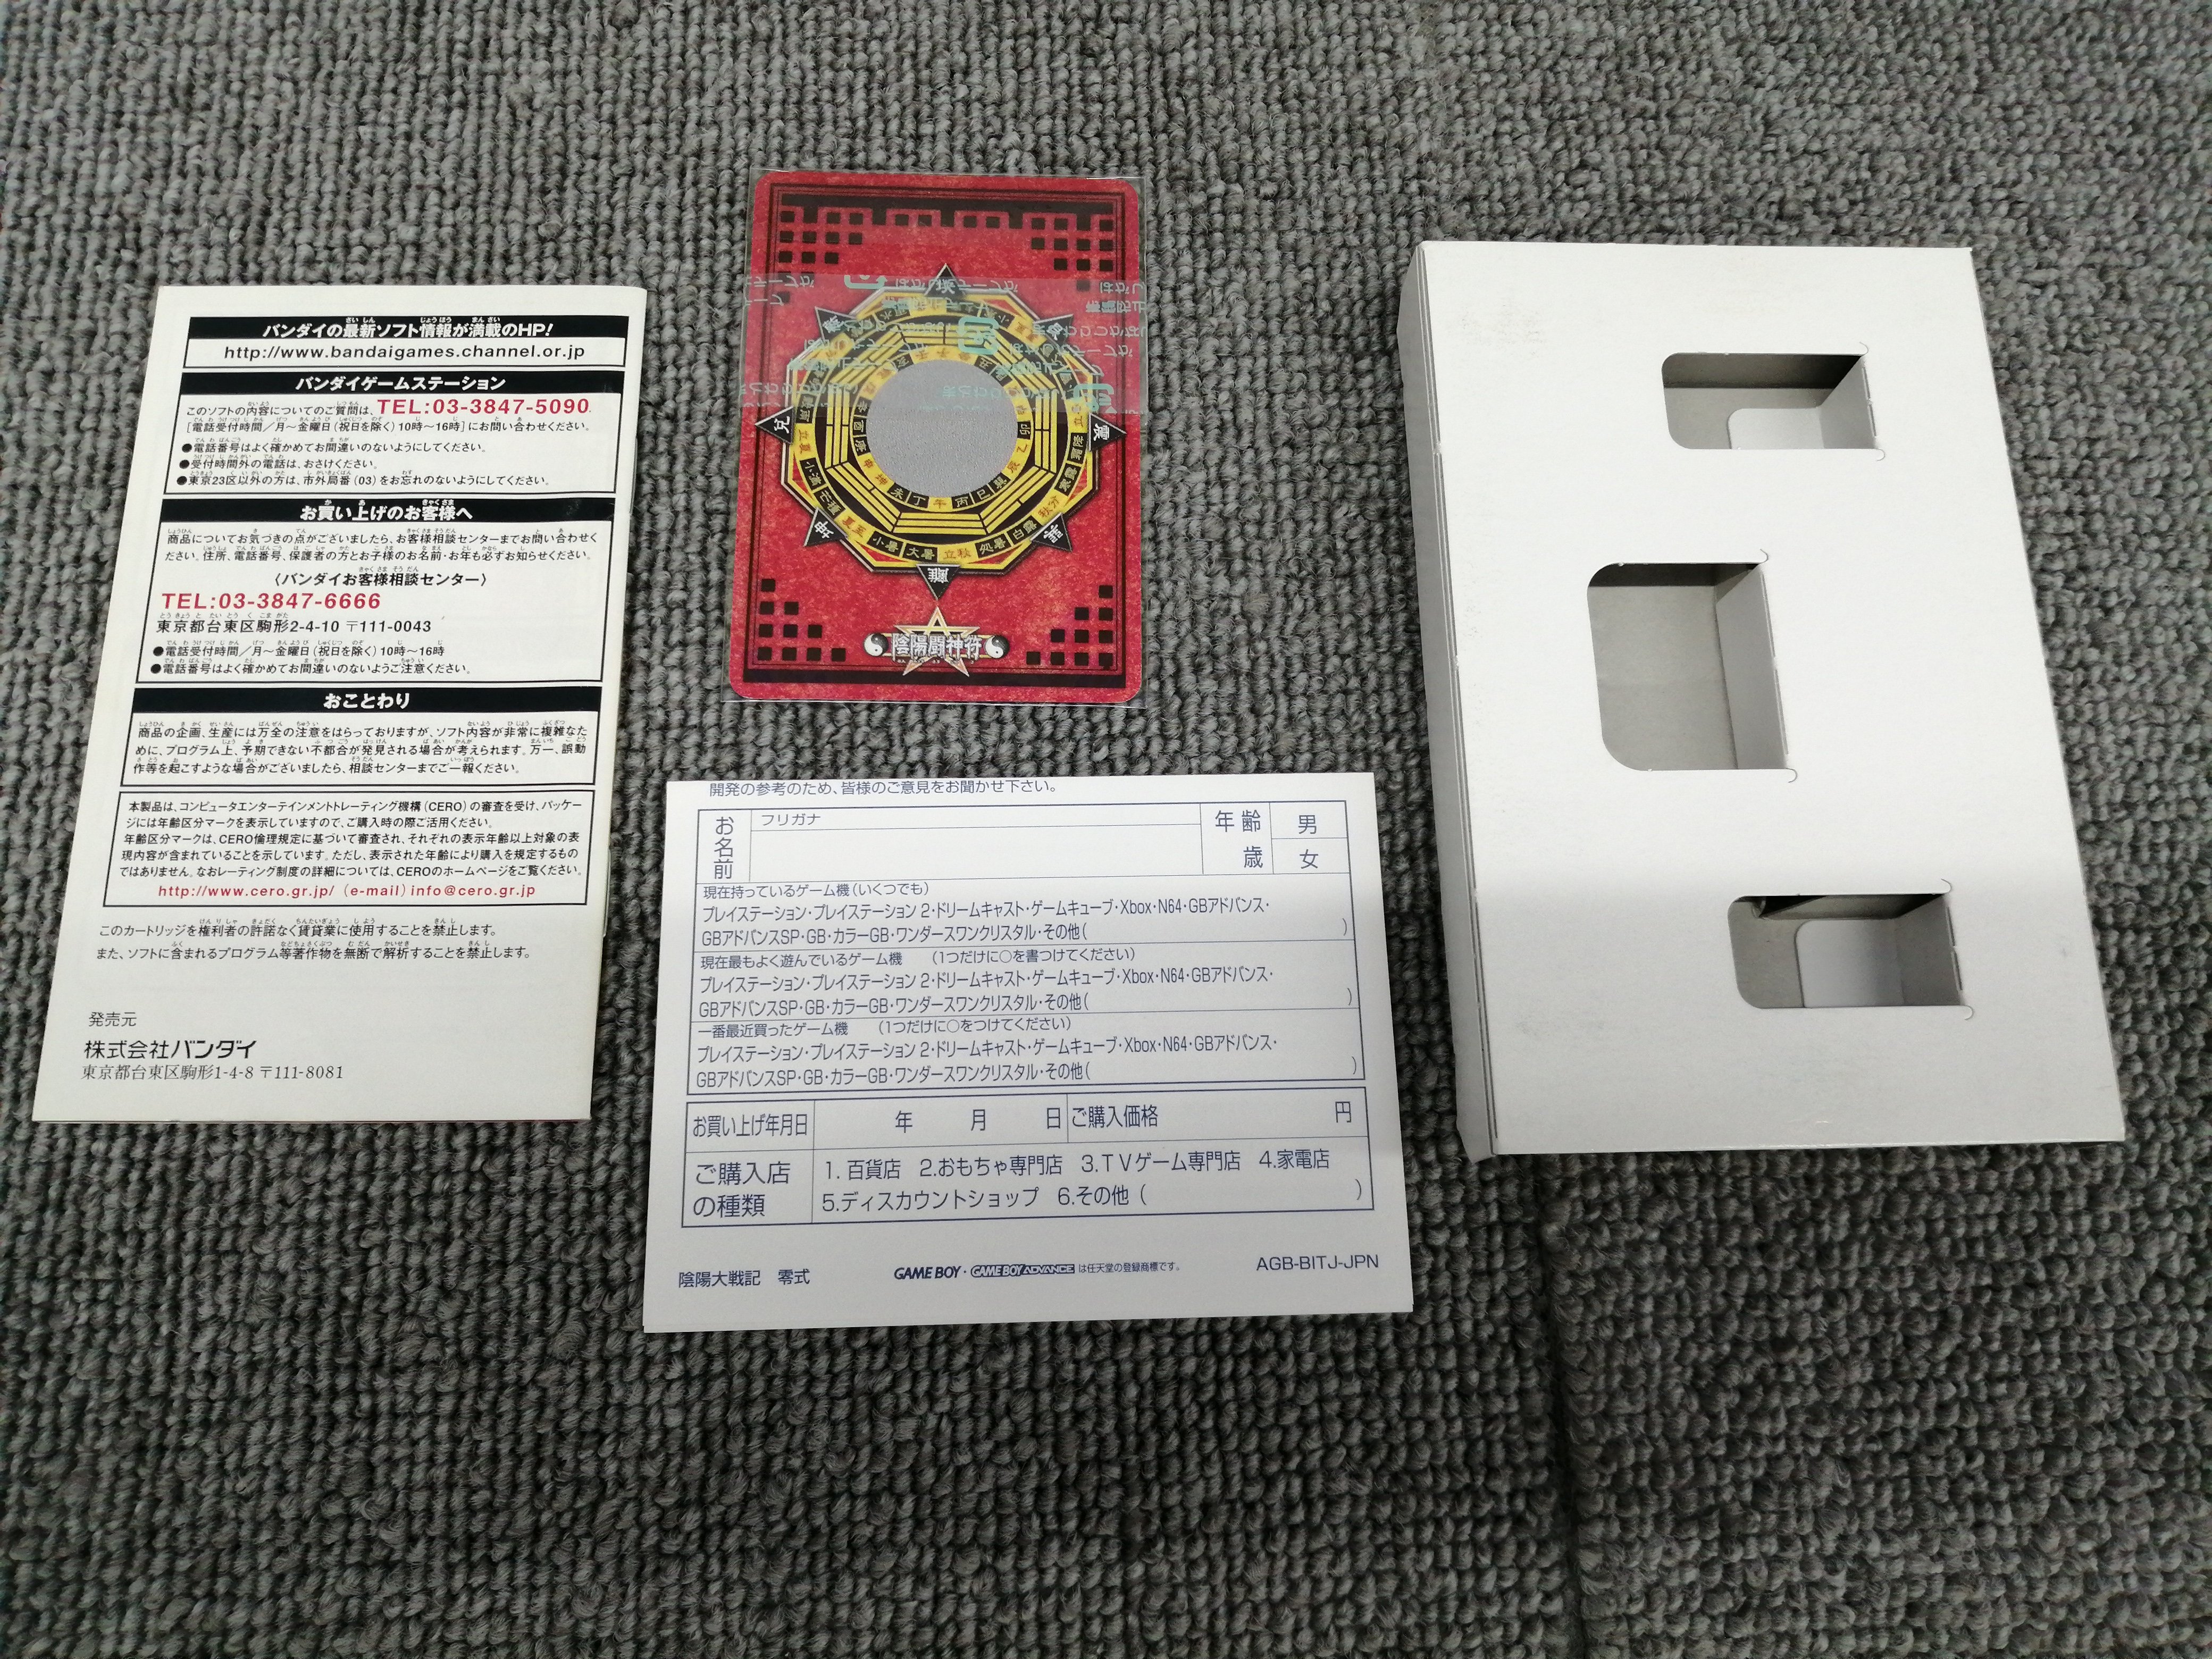 バンダイの最新ソフト情報が満載のHP!
http://www.bandaigames.channel.or.jp
バンダイゲームステーション
このソフトの内容についてのご質問は、TEL:03-3847-5090
[電話受付時間／月〜金曜日(祝日を除く)10時〜16時]にお問い合わせください。
●電話番号はよく確かめてお間違いのないようにしてください。
●受付時間外の電話は、おさけください。
●東京23区以外の方は、市外局番(03)をお忘れのないようにしてください。
お買い上げのお客様へ
商品についてお気づきの点がございましたら、お客様相談センターまでお問い合わせく
ださい。住所、電話番号、保護者の方とお子様のお名前・お年も必ずお知らせください。
〈バンダイお客様相談センター〉
TEL:03-3847-6666
東京都台東区駒形2-4-10 〒111-0043
●電話受付時間／月〜金曜日(祝日を除く)10時〜16時
●電話番号はよく確かめてお間違いのないようご注意ください。
おことわり
商品の企画、生産には万全の注意をはらっておりますが、ソフト内容が非常に複雑なた
めに、プログラム上、予期できない不都合が発見される場合が考えられます。万一、誤動
作等を起こすような場合がございましたら、相談センターまでご一報ください。
本製品は、コンピュータエンターテインメントレーティング機構(CERO)の審査を受け、パッケー
ジには年齢区分マークを表示していますので、ご購入時の際ご活用ください。
年齢区分マークは、CERO倫理規定に基づいて審査され、それぞれの表示年齢以上対象の表
現内容が含まれていることを示しています。ただし、表示された年齢により購入を規定するもの
ではありません。なおレーティング制度の詳細については、CEROのホームページをご覧ください。
http://www.cero.gr.jp/ (e-mail)info@cero.gr.jp
このカートリッジを権利者の許諾なく賃貸業に使用することを禁止します。
また、ソフトに含まれるプログラム等著作物を無断で解析することを禁止します。
発売元
株式会社バンダイ
東京都台東区駒形1-4-8 〒111-8081
兌
震
坤
離
立夏
小満
芒種
夏至
小暑
大暑
立秋
処暑
白露
秋分
寒露
未
丁
午
丙
巳
陰陽闘神符
開発の参考のため、皆様のご意見をお聞かせ下さい。
お名前
フリガナ
年齢
歳
男
女
現在持っているゲーム機(いくつでも)
プレイステーション・プレイステーション2・ドリームキャスト・ゲームキューブ・Xbox・N64・GBアドバンス・
GBアドバンスSP・GB・カラーGB・ワンダースワンクリスタル・その他( )
現在最もよく遊んでいるゲーム機 (1つだけに○を書つけてください)
プレイステーション・プレイステーション2・ドリームキャスト・ゲームキューブ・Xbox・N64・GBアドバンス・
GBアドバンスSP・GB・カラーGB・ワンダースワンクリスタル・その他( )
一番最近買ったゲーム機 (1つだけに○をつけてください)
プレイステーション・プレイステーション2・ドリームキャスト・ゲームキューブ・Xbox・N64・GBアドバンス・
GBアドバンスSP・GB・カラーGB・ワンダースワンクリスタル・その他( )
お買い上げ年月日 年 月 日 ご購入価格 円
ご購入店
の種類
1. 百貨店 2.おもちゃ専門店 3.TVゲーム専門店 4.家電店
5.ディスカウントショップ 6.その他( )
陰陽大戦記 零式 GAME BOY・GAME BOY ADVANCE は任天堂の登録商標です。 AGB-BITJ-JPN